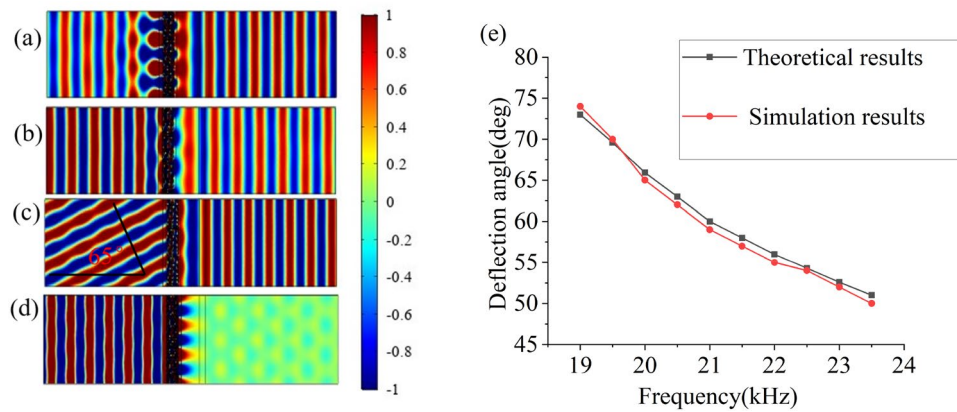 (a)
(b)
(c)
(d)
65°
1
0.8
0.6
0.4
0.2
0
-0.2
-0.4
-0.6
-0.8
-1
(e)
Theoretical results
Simulation results
Deflection angle(deg)
80
75
70
65
60
55
50
45
19 20 21 22 23 24
Frequency(kHz)